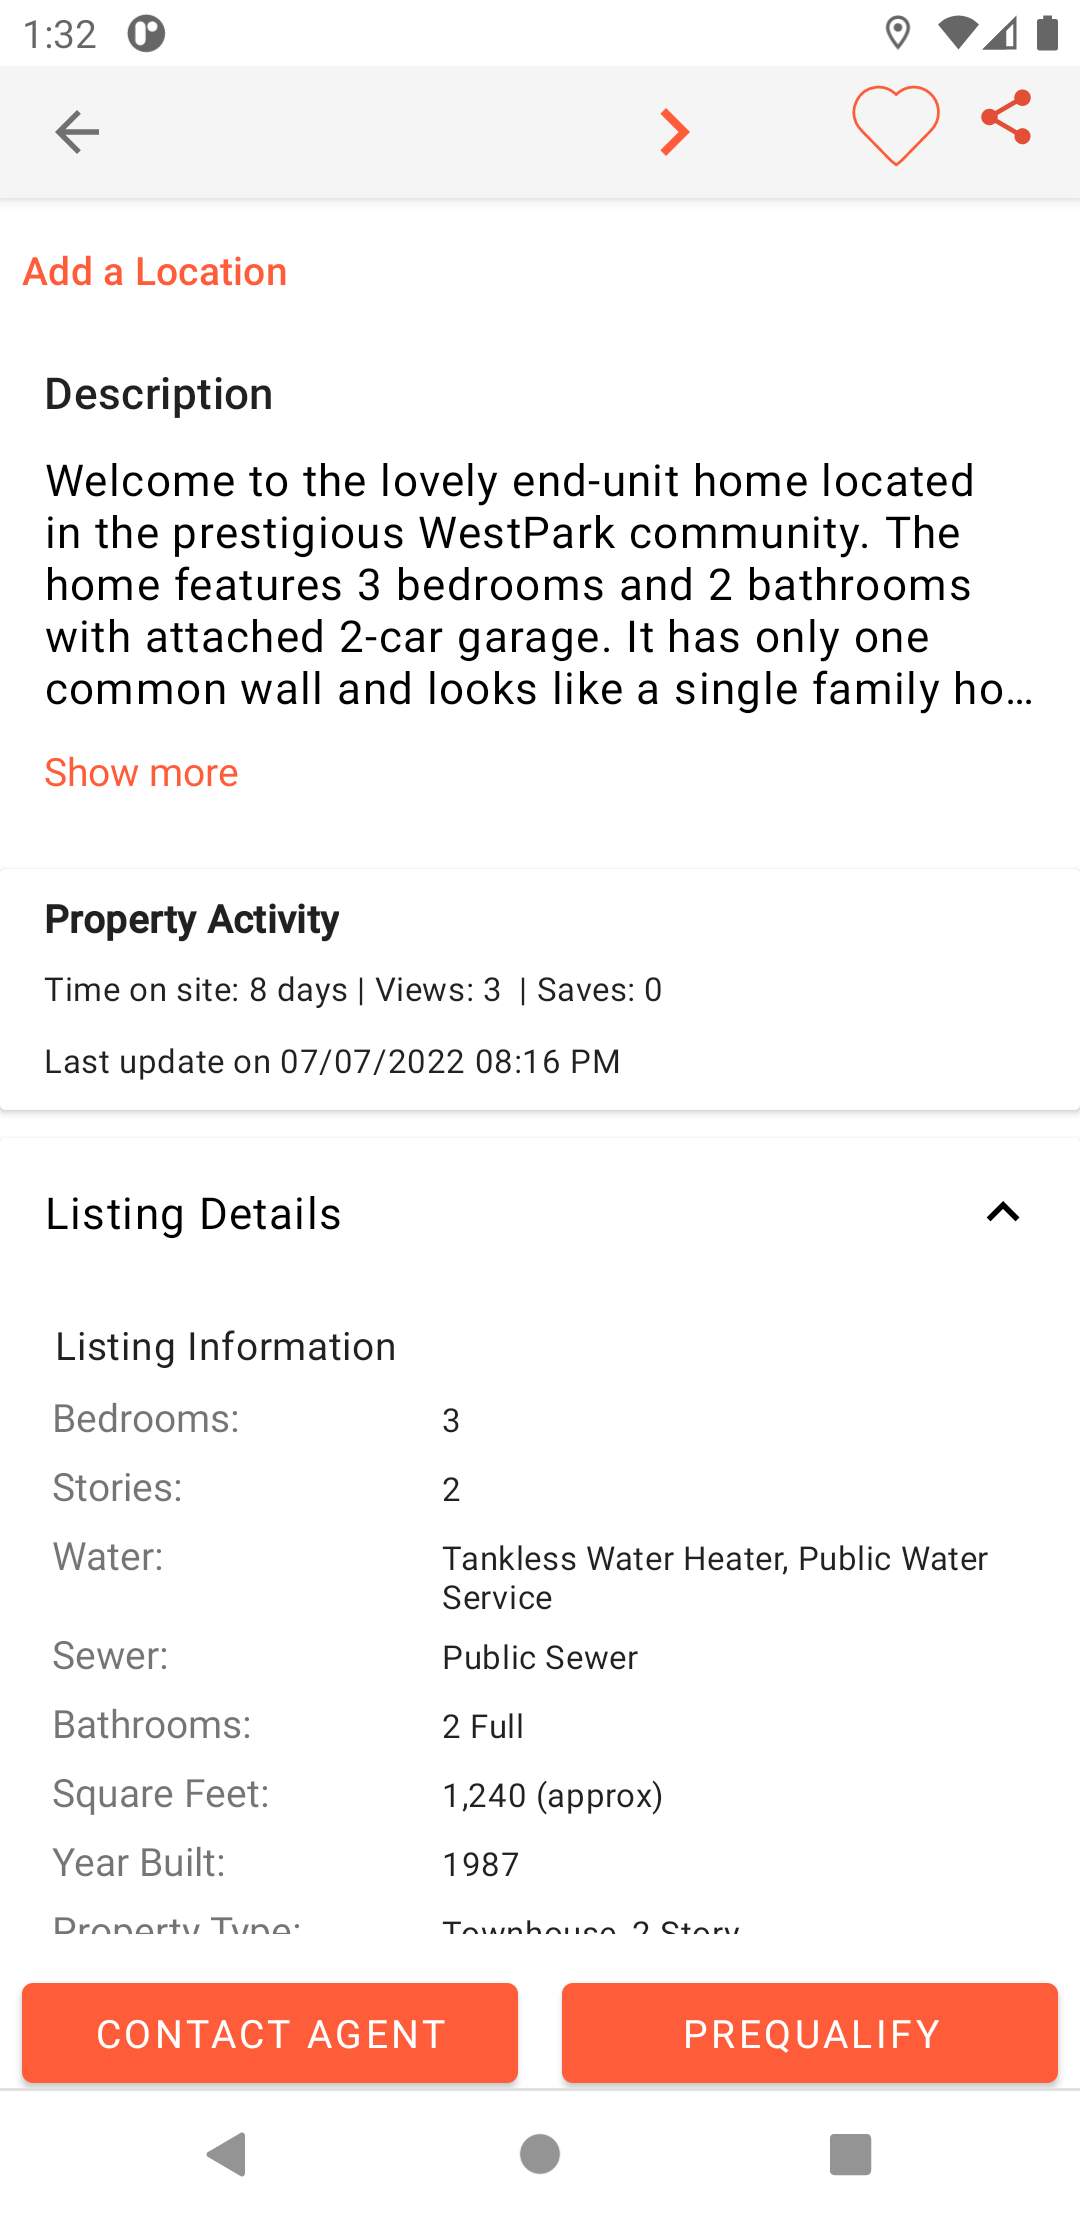 1:32
Add a Location
Description
Welcome to the lovely end-unit home located
in the prestigious WestPark community. The
home features 3 bedrooms and 2 bathrooms
with attached 2-car garage. It has only one
common wall and looks like a single family ho…
Show more
Property Activity
Time on site: 8 days | Views: 3 | Saves: 0
Last update on 07/07/2022 08:16 PM
Listing Details
Listing Information
Bedrooms: 3
Stories: 2
Water: Tankless Water Heater, Public Water
Service
Sewer: Public Sewer
Bathrooms: 2 Full
Square Feet: 1,240 (approx)
Year Built: 1987
Property Type: Townhouse, 2 Story
CONTACT AGENT PREQUALIFY